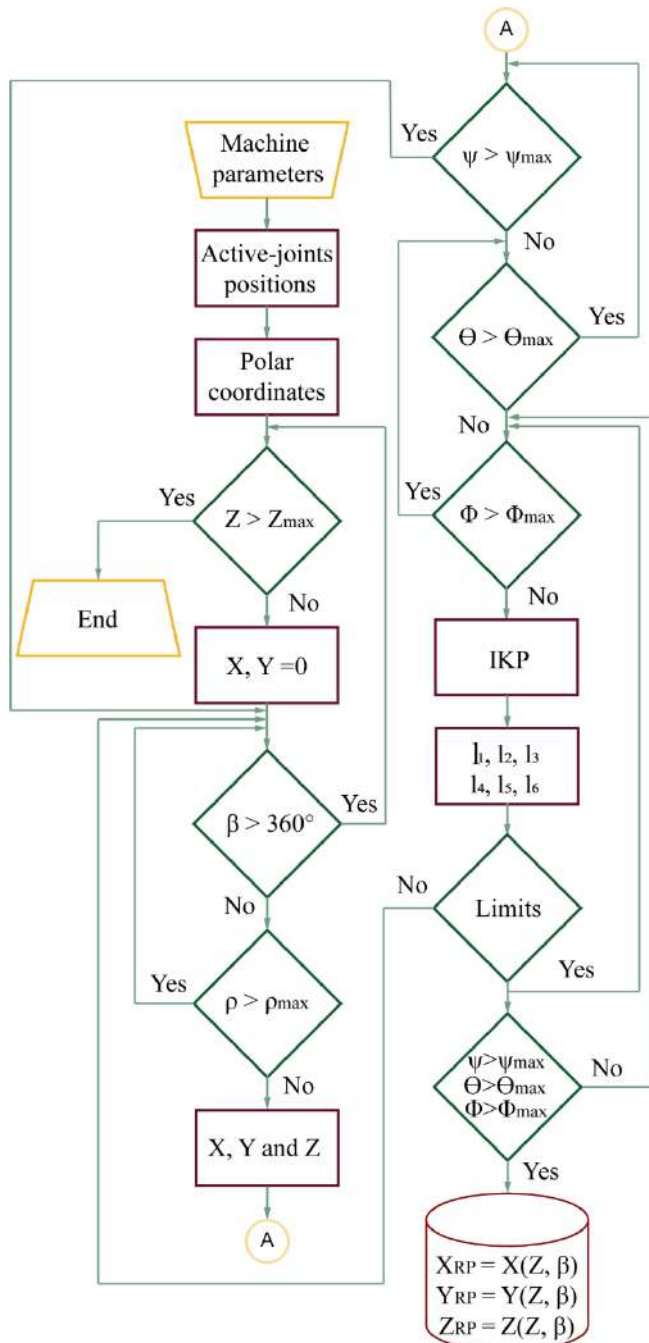 Machine
parameters
Active-joints
positions
Polar
coordinates
Yes
Z > Zmax
No
End
X, Y =0
β > 360°
Yes
No
Yes
ρ > ρmax
No
X, Y and Z
A
A
Yes
ψ > ψmax
No
Θ > Θmax
Yes
No
Yes
Φ > Φmax
No
IKP
l1, l2, l3
l4, l5, l6
No
Limits
Yes
ψ>ψmax
Θ>Θmax
Φ>Φmax
No
Yes
XRP = X(Z, β)
YRP = Y(Z, β)
ZRP = Z(Z, β)